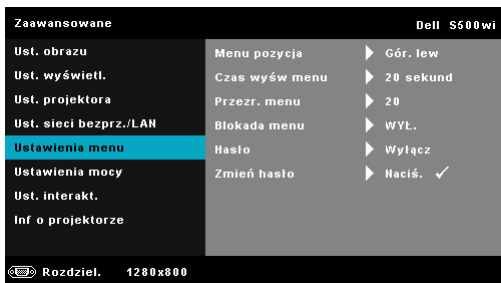 Zaawansowane Dell S500wi
Ust. obrazu
Ust. wyświetl.
Ust. projektora
Ust. sieci bezprz./LAN
Ustawienia menu
Ustawienia mocy
Ust. interakt.
Inf o projektorze
Menu pozycja Gór. lew
Czas wyśw menu 20 sekund
Przezr. menu 20
Blokada menu WYŁ.
Hasło Wyłącz
Zmień hasło Naciś. ✓
Rozdziel. 1280x800